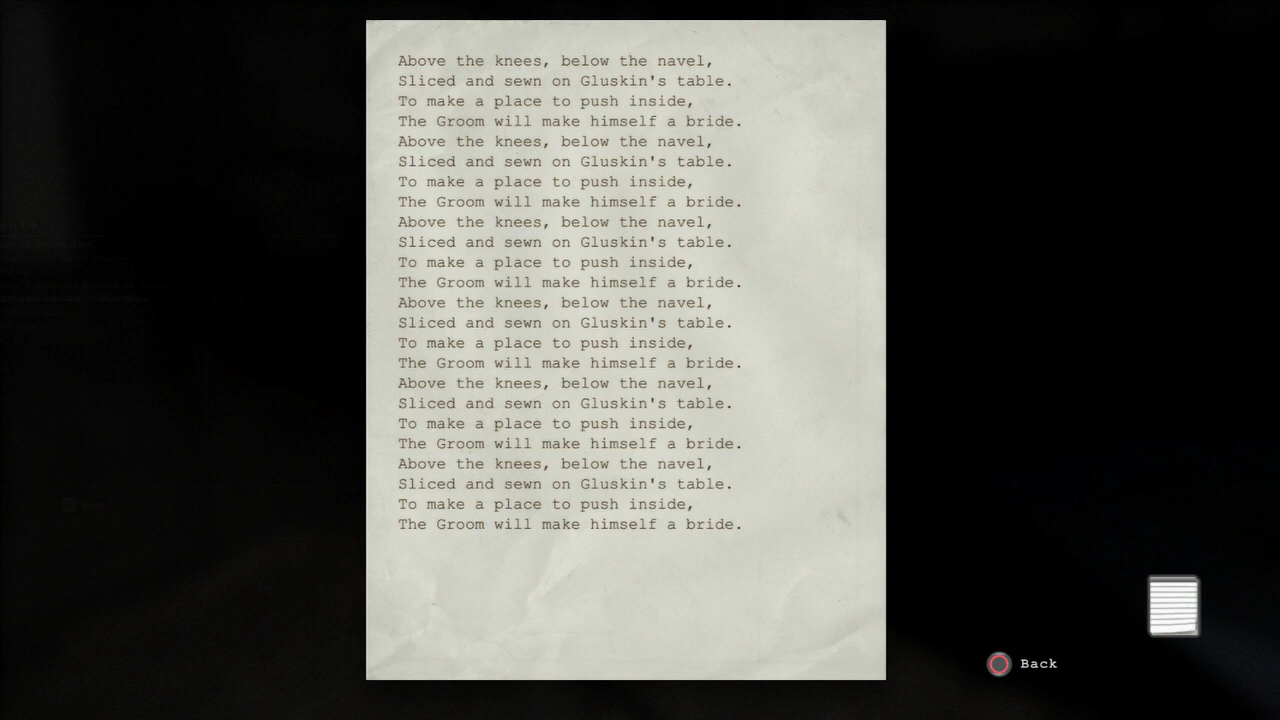 Above the knees, below the navel,
Sliced and sewn on Gluskin's table.
To make a place to push inside,
The Groom will make himself a bride.
Above the knees, below the navel,
Sliced and sewn on Gluskin's table.
To make a place to push inside,
The Groom will make himself a bride.
Above the knees, below the navel,
Sliced and sewn on Gluskin's table.
To make a place to push inside,
The Groom will make himself a bride.
Above the knees, below the navel,
Sliced and sewn on Gluskin's table.
To make a place to push inside,
The Groom will make himself a bride.
Above the knees, below the navel,
Sliced and sewn on Gluskin's table.
To make a place to push inside,
The Groom will make himself a bride.
Above the knees, below the navel,
Sliced and sewn on Gluskin's table.
To make a place to push inside,
The Groom will make himself a bride.
Back